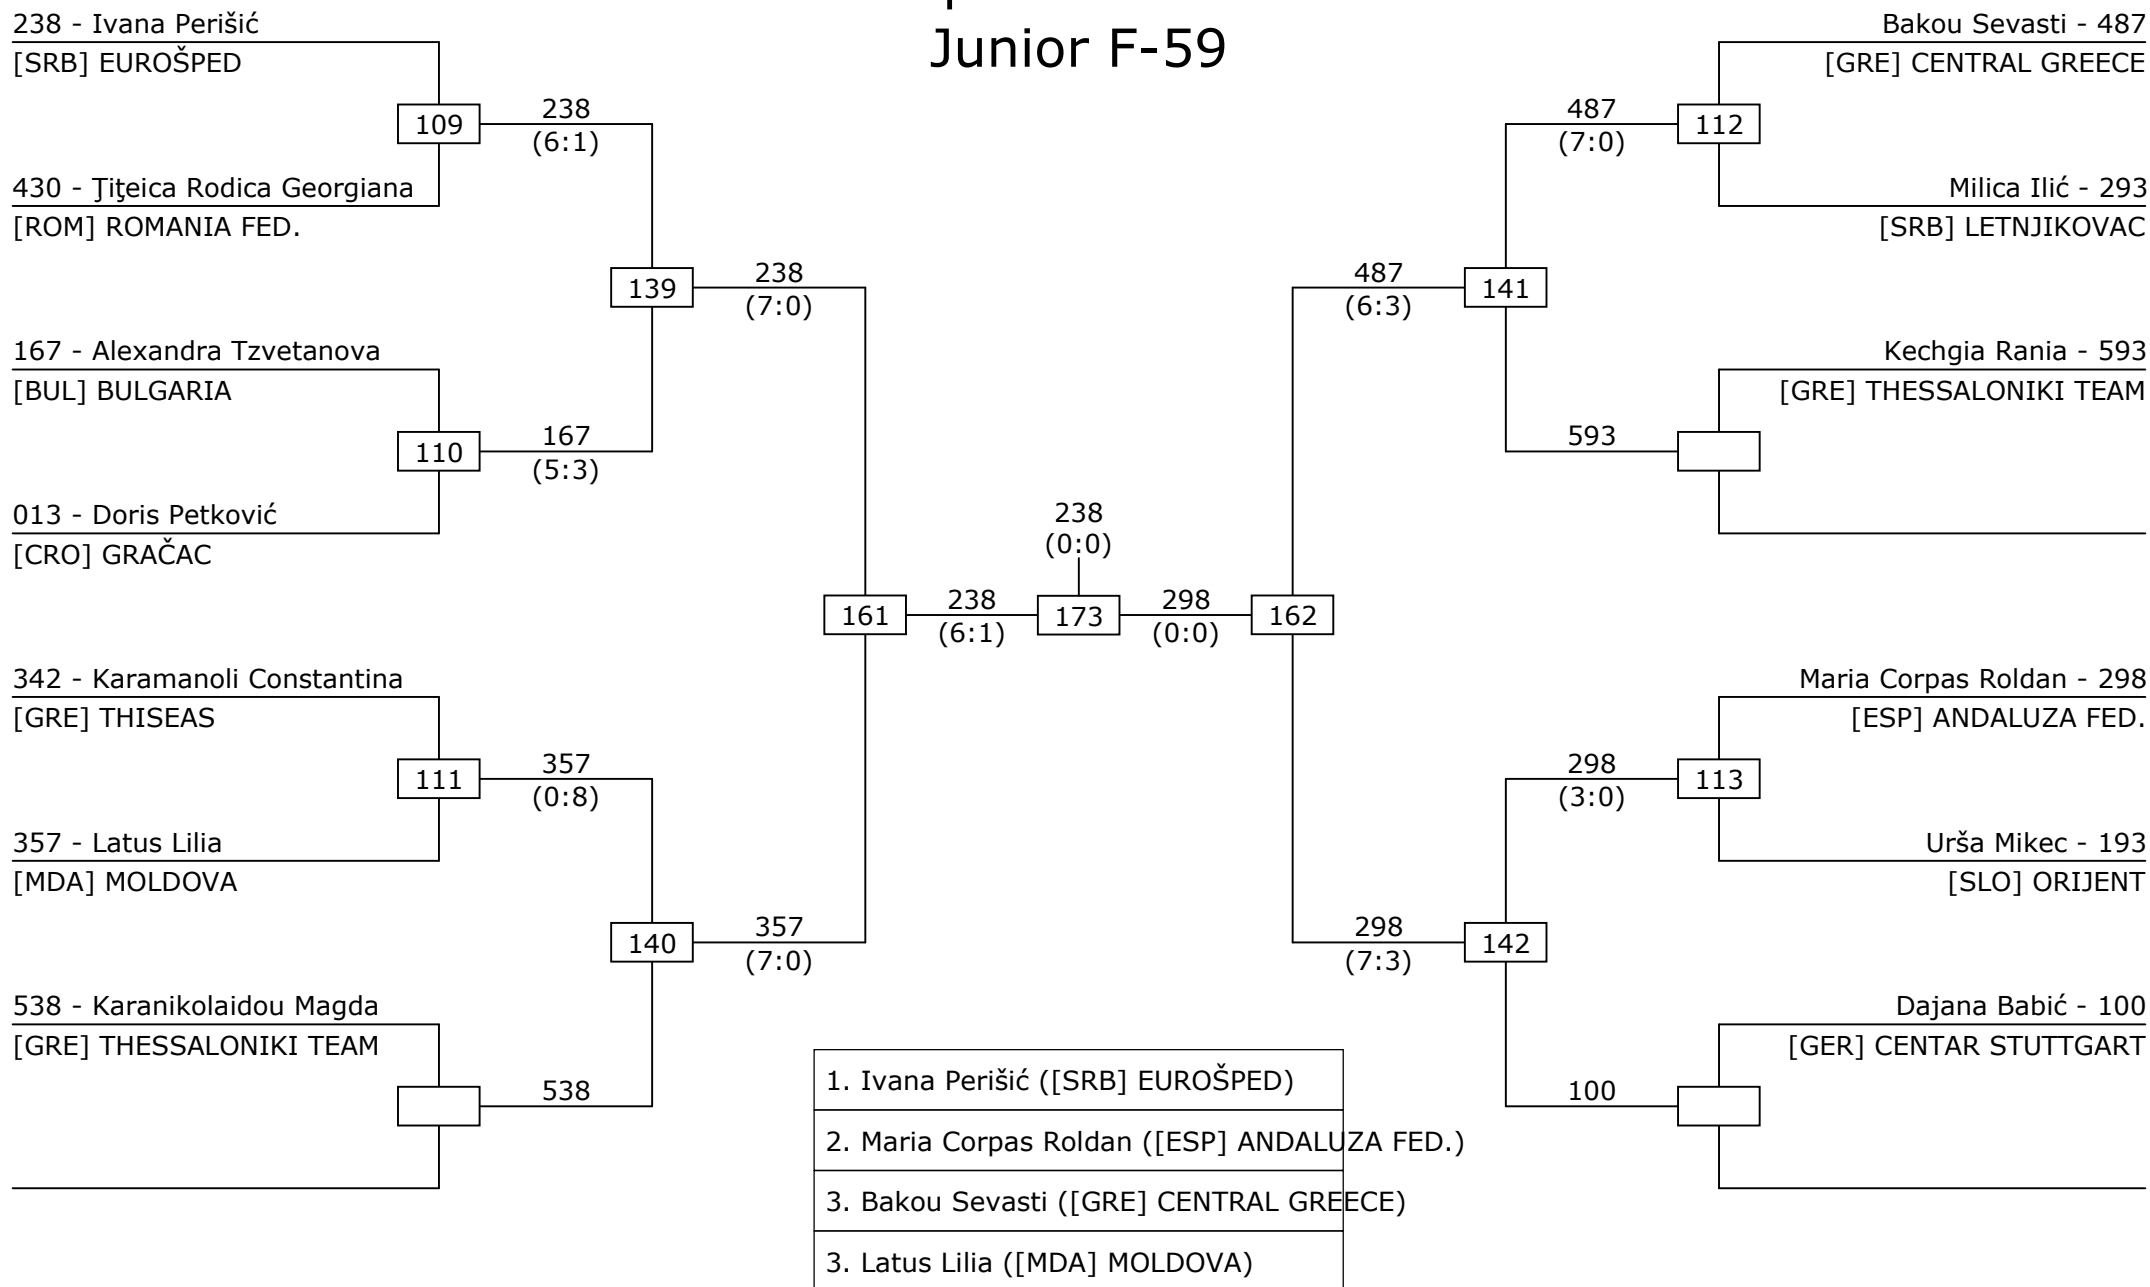 Junior F-59
238 - Ivana Perišić
[SRB] EUROŠPED
109
238
(6:1)
430 - Ţiţeica Rodica Georgiana
[ROM] ROMANIA FED.
139
238
(7:0)
167 - Alexandra Tzvetanova
[BUL] BULGARIA
110
167
(5:3)
013 - Doris Petković
[CRO] GRAČAC
161
238
(6:1)
342 - Karamanoli Constantina
[GRE] THISEAS
111
357
(0:8)
357 - Latus Lilia
[MDA] MOLDOVA
140
357
(7:0)
538 - Karanikolaidou Magda
[GRE] THESSALONIKI TEAM
538
238
(0:0)
173
Bakou Sevasti - 487
[GRE] CENTRAL GREECE
487
(7:0)
112
Milica Ilić - 293
[SRB] LETNJIKOVAC
487
(6:3)
141
Kechgia Rania - 593
[GRE] THESSALONIKI TEAM
593
298
(0:0)
162
Maria Corpas Roldan - 298
[ESP] ANDALUZA FED.
298
(3:0)
113
Urša Mikec - 193
[SLO] ORIJENT
298
(7:3)
142
Dajana Babić - 100
[GER] CENTAR STUTTGART
100
1. Ivana Perišić ([SRB] EUROŠPED)
2. Maria Corpas Roldan ([ESP] ANDALUZA FED.)
3. Bakou Sevasti ([GRE] CENTRAL GREECE)
3. Latus Lilia ([MDA] MOLDOVA)